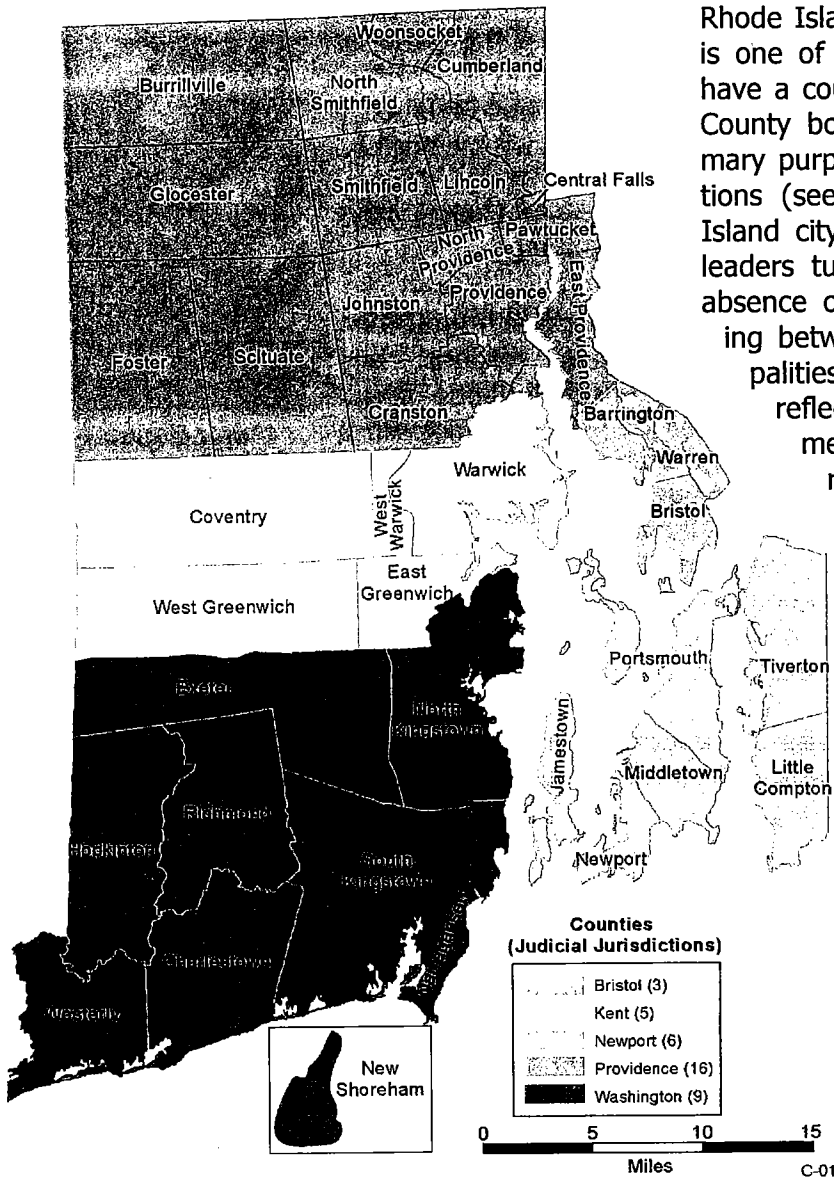 Rhode Isla
is one of
have a cou
County bo
mary purp
tions (see
Island city
leaders tu
absence o
ing betw
palities
reflec
me
r
Woonsocket
Cumberland
Burrillville
North
Smithfield
Glocester
Smithfield
Lincoln
Central Falls
Pawtucket
North
Providence
Johnston
Providence
East Providence
Foster
Scituate
Cranston
Barrington
Warren
Warwick
West
Warwick
Coventry
Bristol
East
Greenwich
West Greenwich
Portsmouth
Tiverton
Exeter
North
Kingstown
Jamestown
Middletown
Little
Compton
Richmond
Hopkinton
South
Kingstown
Newport
Charlestown
Westerly
New
Shoreham
Counties
(Judicial Jurisdictions)
Bristol (3)
Kent (5)
Newport (6)
Providence (16)
Washington (9)
0 5 10 15
Miles
C-01